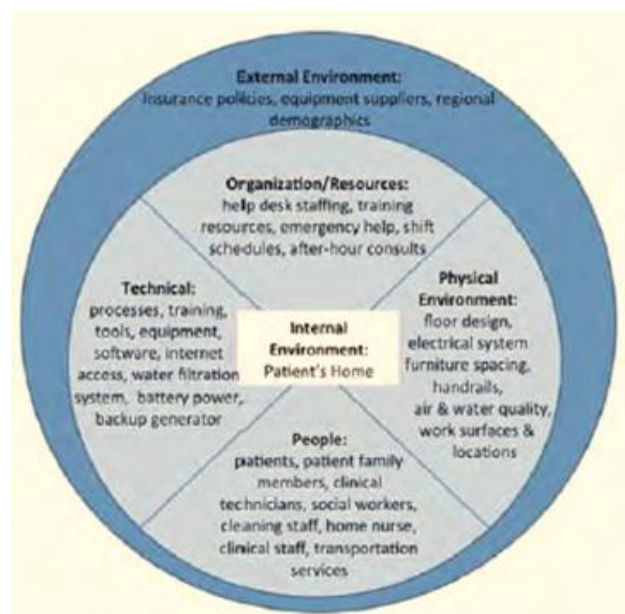 External Environment:
insurance policies, equipment suppliers, regional
demographics
Organization/Resources:
help desk staffing, training
resources, emergency help, shift
schedules, after-hour consults
Technical:
processes, training,
tools, equipment,
software, internet
access, water filtration
system, battery power,
backup generator
Internal
Environment:
Patient's Home
Physical
Environment:
floor design,
electrical system
furniture spacing,
handrails,
air & water quality,
work surfaces &
locations
People:
patients, patient family
members, clinical
technicians, social workers,
cleaning staff, home nurse,
clinical staff, transportation
services